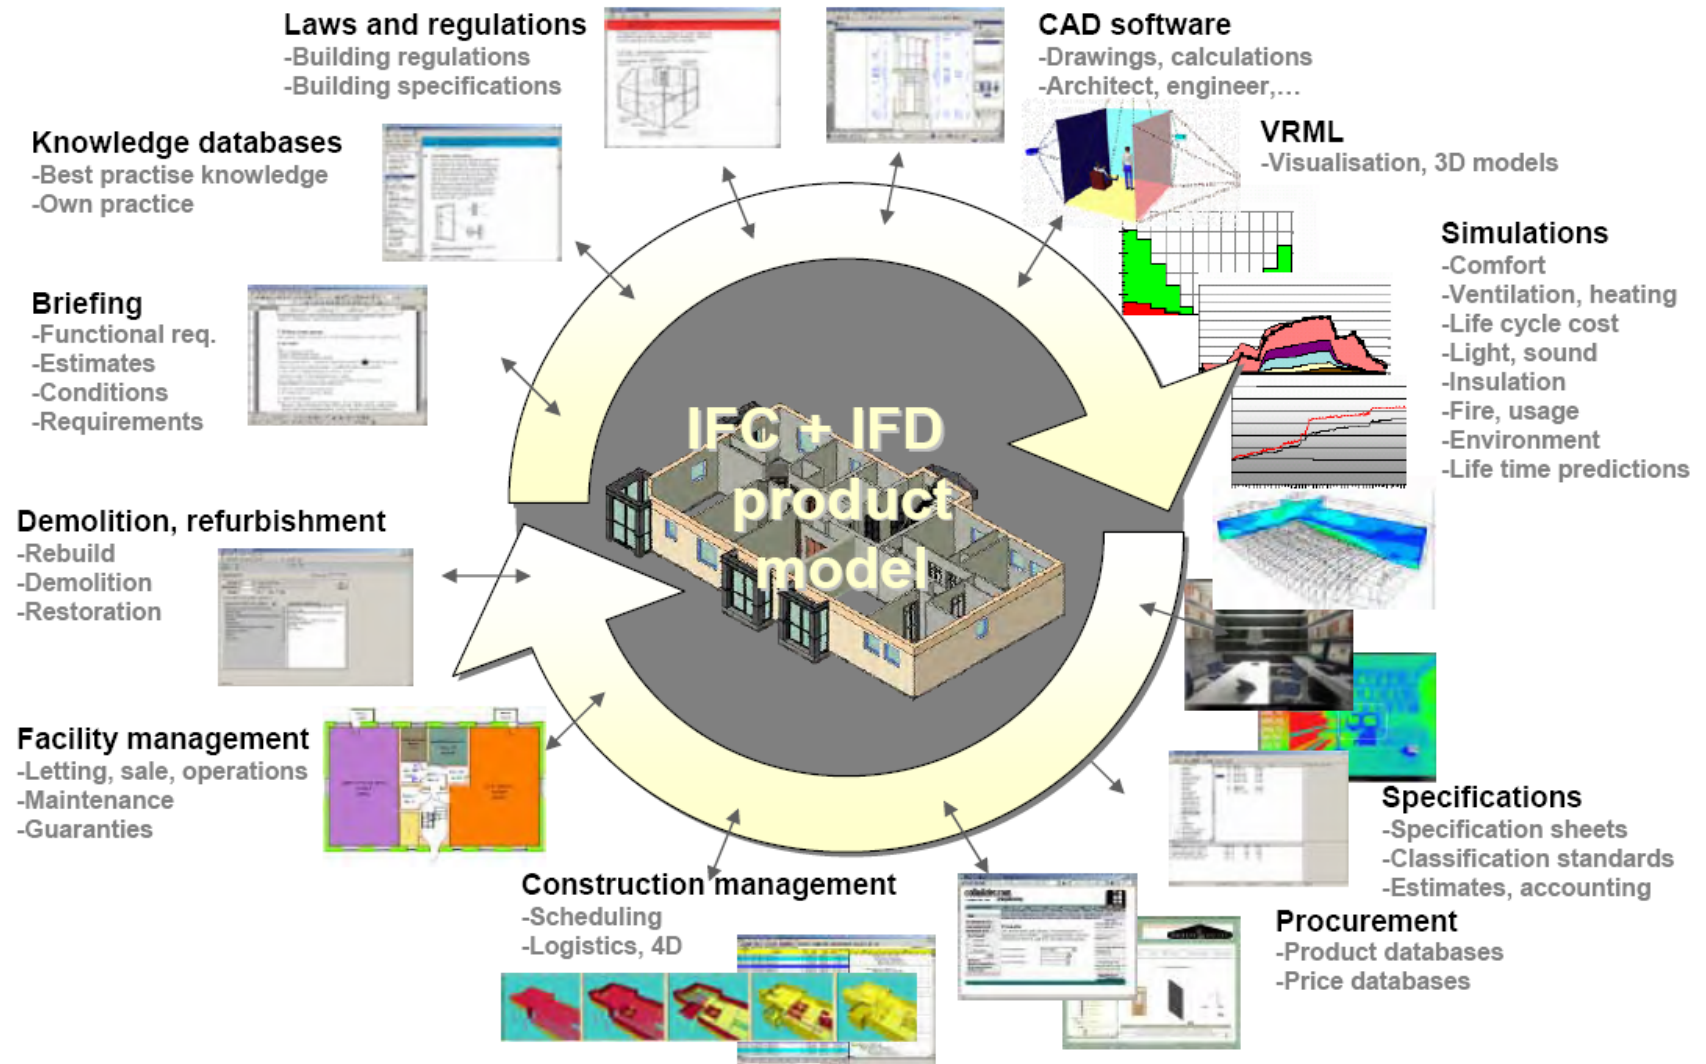 Laws and regulations
-Building regulations
-Building specifications
CAD software
-Drawings, calculations
-Architect, engineer,...
Knowledge databases
-Best practise knowledge
-Own practice
VRML
-Visualisation, 3D models
Simulations
-Comfort
-Ventilation, heating
-Life cycle cost
-Light, sound
-Insulation
-Fire, usage
-Environment
-Life time predictions
Briefing
-Functional req.
-Estimates
-Conditions
-Requirements
IFC + IFD
product
model
Demolition, refurbishment
-Rebuild
-Demolition
-Restoration
Facility management
-Letting, sale, operations
-Maintenance
-Guaranties
Specifications
-Specification sheets
-Classification standards
-Estimates, accounting
Construction management
-Scheduling
-Logistics, 4D
Procurement
-Product databases
-Price databases